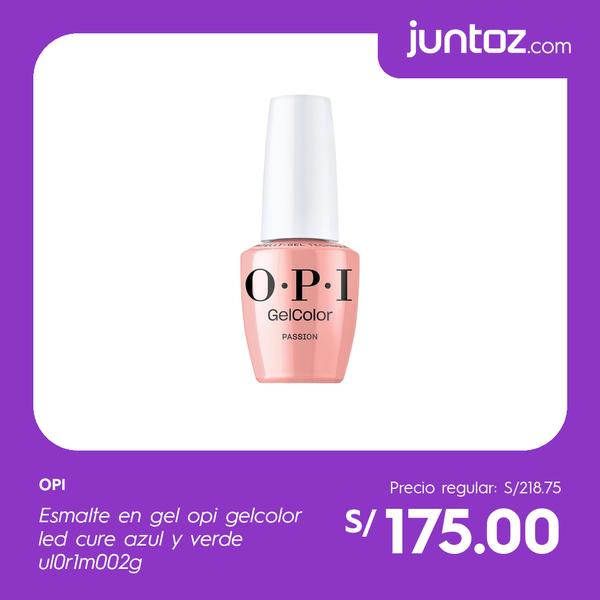 juntoz.com
O·P·I
GelColor
PASSION
OPI
Esmalte en gel opi gelcolor
led cure azul y verde
ul0r1m002g
Precio regular: S/218.75
S/ 175.00